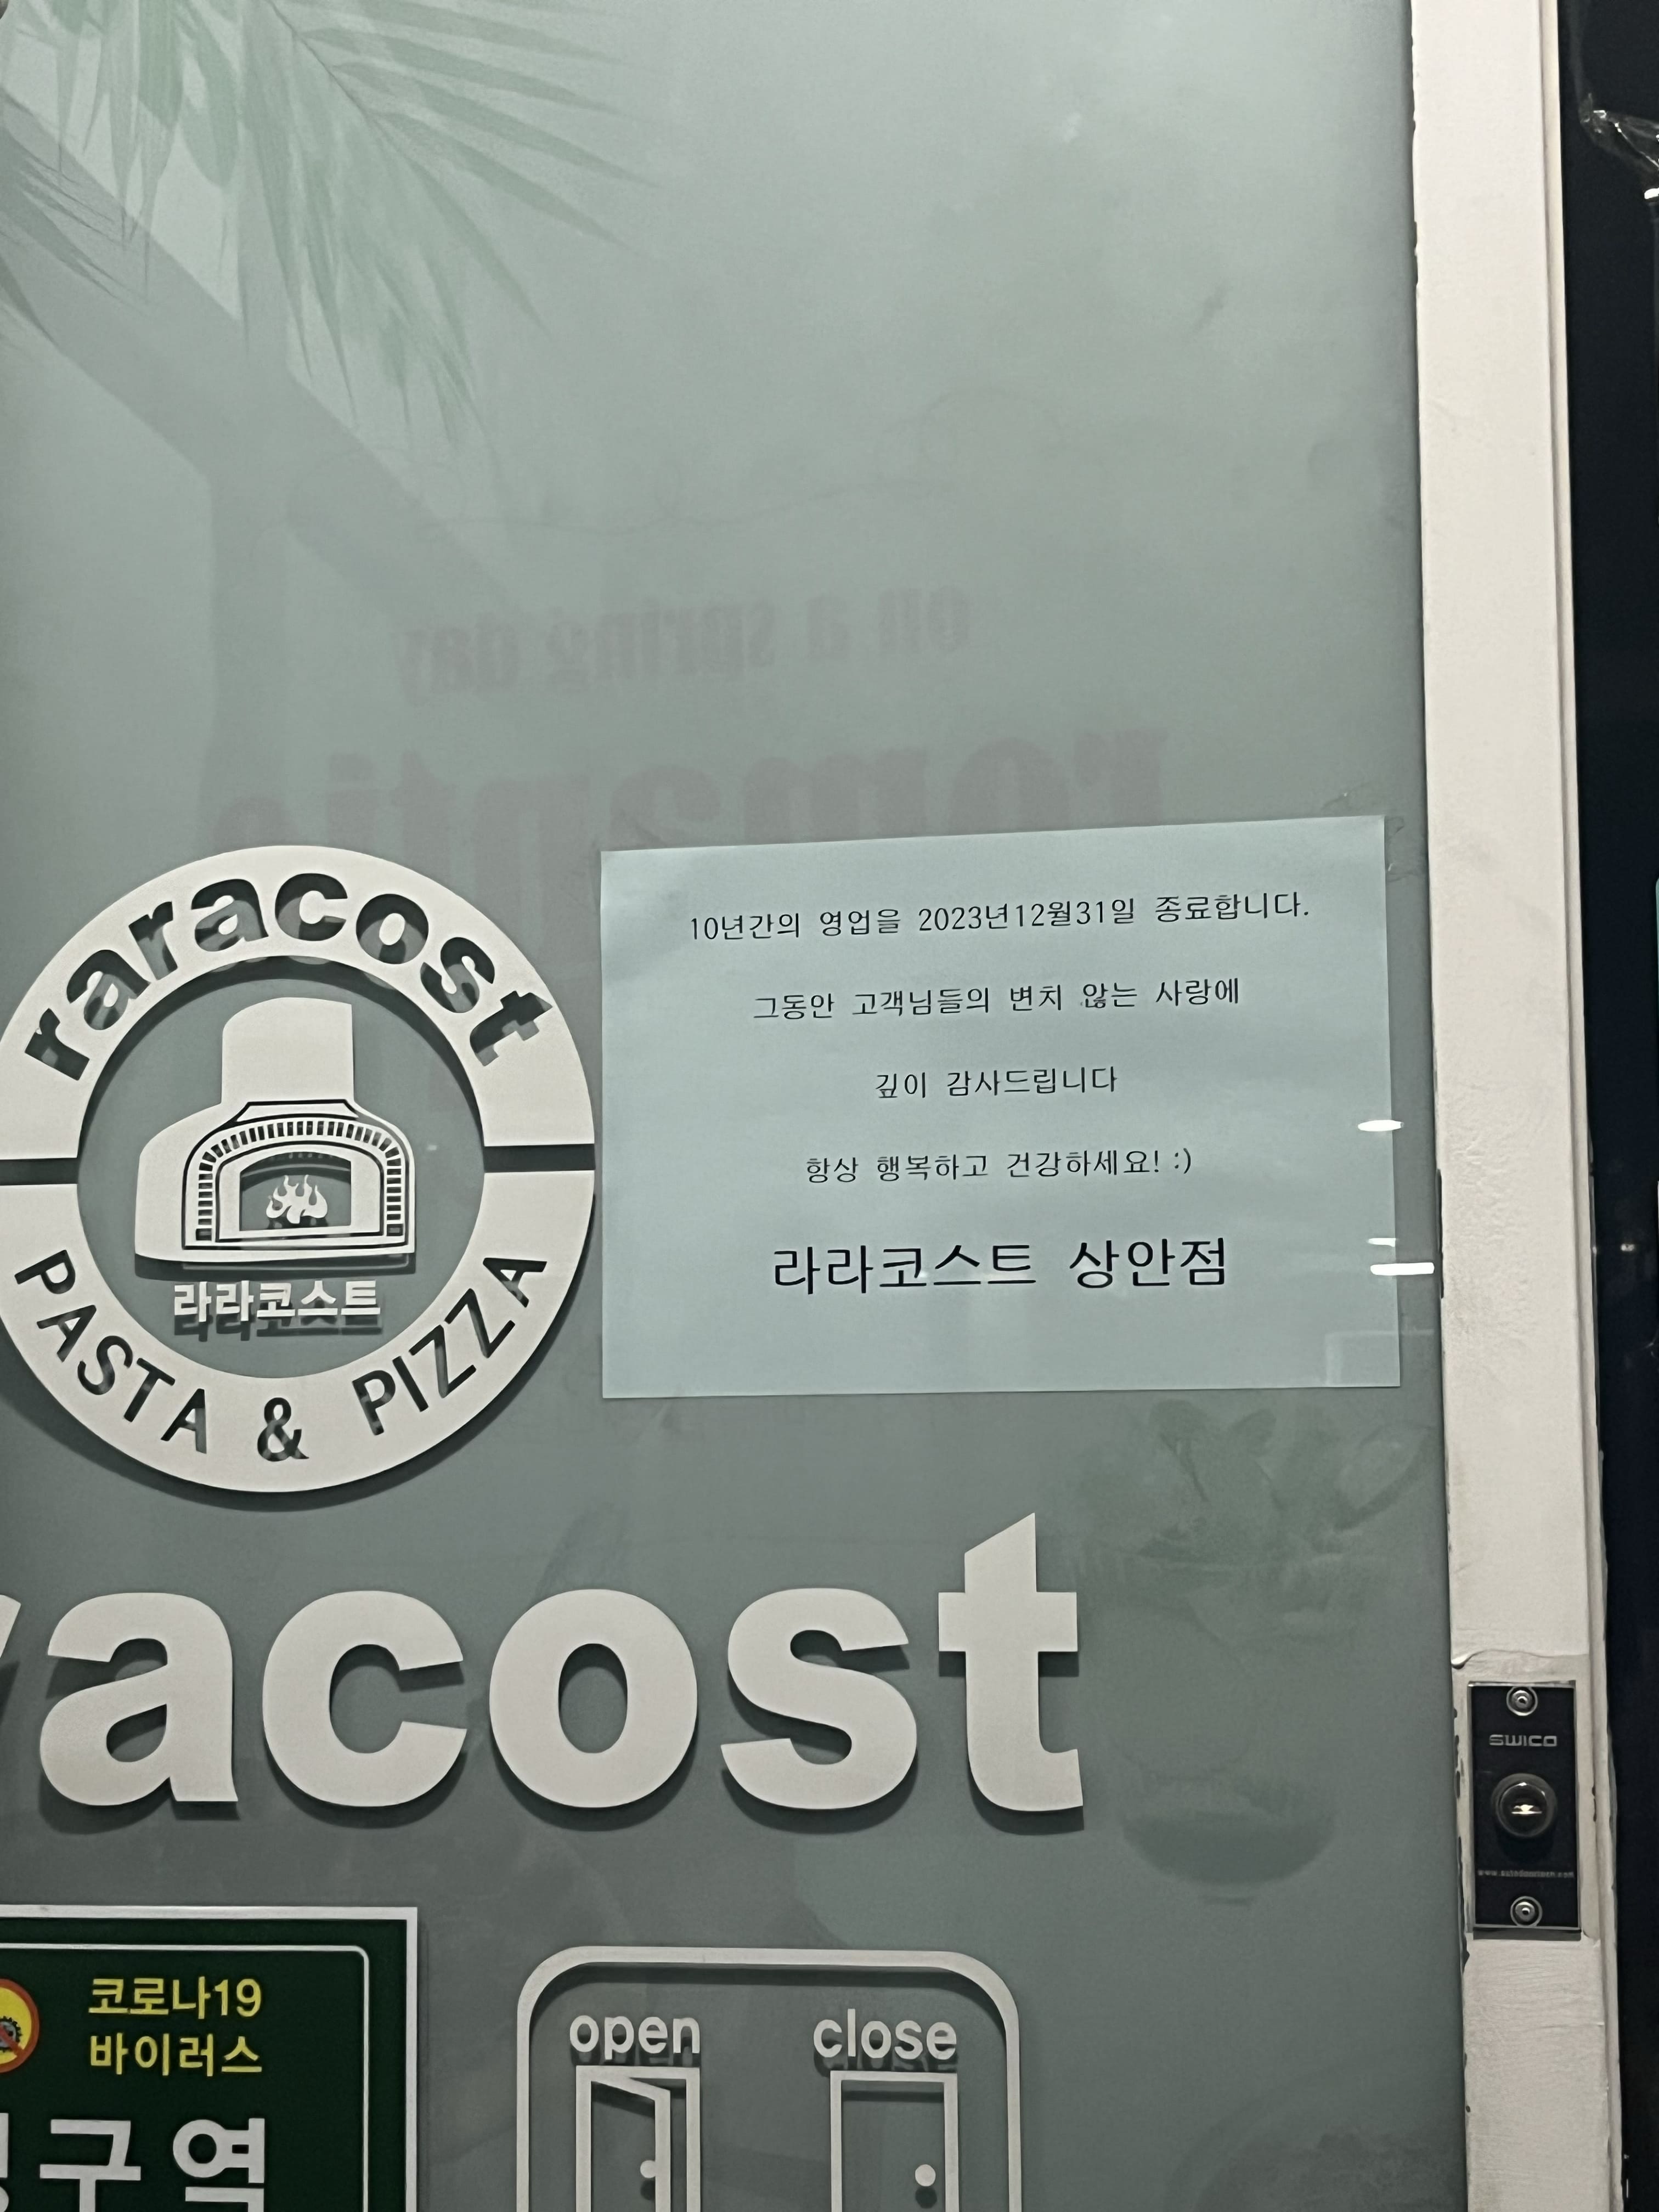 on a spring day
romantic
raracost
라라코스트
PASTA & PIZZA
10년간의 영업을 2023년12월31일 종료합니다.
그동안 고객님들의 변치 않는 사랑에
깊이 감사드립니다
항상 행복하고 건강하세요! :)
라라코스트 상안점
racost
SWICO
코로나19
바이러스
구역
open
close